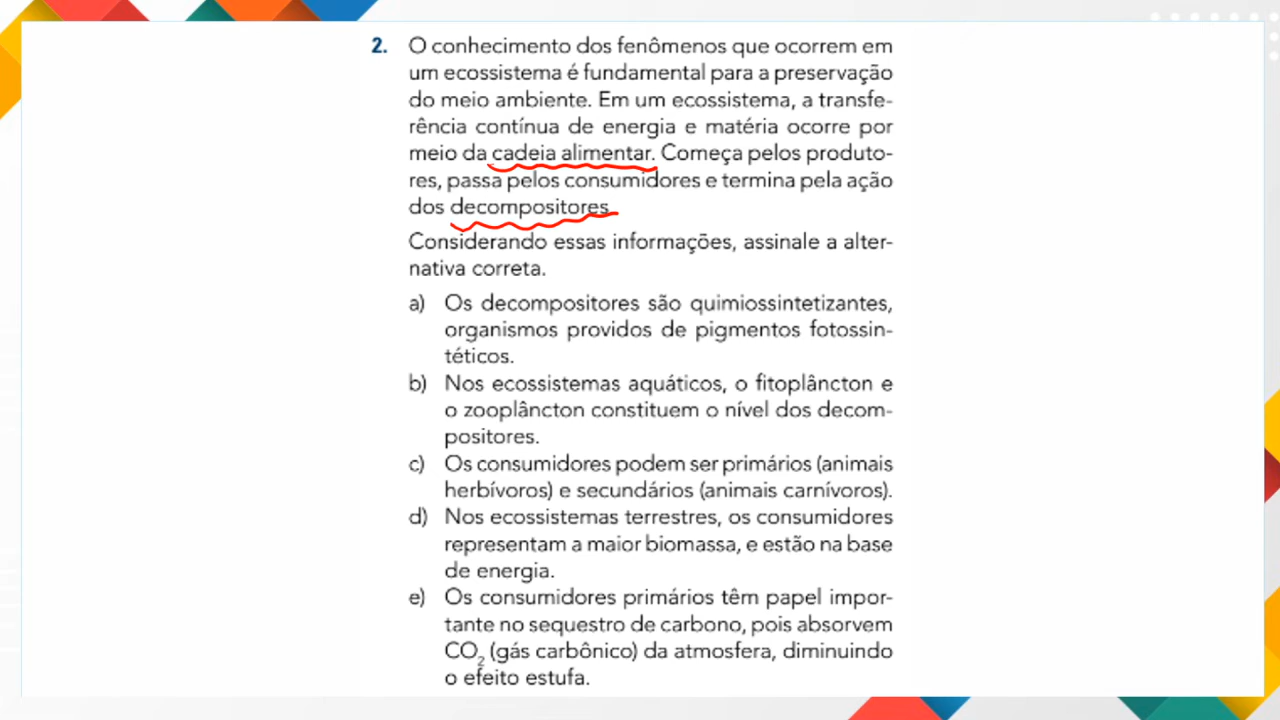 2. O conhecimento dos fenômenos que ocorrem em
um ecossistema é fundamental para a preservação
do meio ambiente. Em um ecossistema, a transfe-
rência contínua de energia e matéria ocorre por
meio da cadeia alimentar. Começa pelos produto-
res, passa pelos consumidores e termina pela ação
dos decompositores.
Considerando essas informações, assinale a alter-
nativa correta.
a) Os decompositores são quimiossintetizantes,
organismos providos de pigmentos fotossin-
téticos.
b) Nos ecossistemas aquáticos, o fitoplâncton e
o zooplâncton constituem o nível dos decom-
positores.
c) Os consumidores podem ser primários (animais
herbívoros) e secundários (animais carnívoros).
d) Nos ecossistemas terrestres, os consumidores
representam a maior biomassa, e estão na base
de energia.
e) Os consumidores primários têm papel impor-
tante no sequestro de carbono, pois absorvem
CO₂ (gás carbônico) da atmosfera, diminuindo
o efeito estufa.